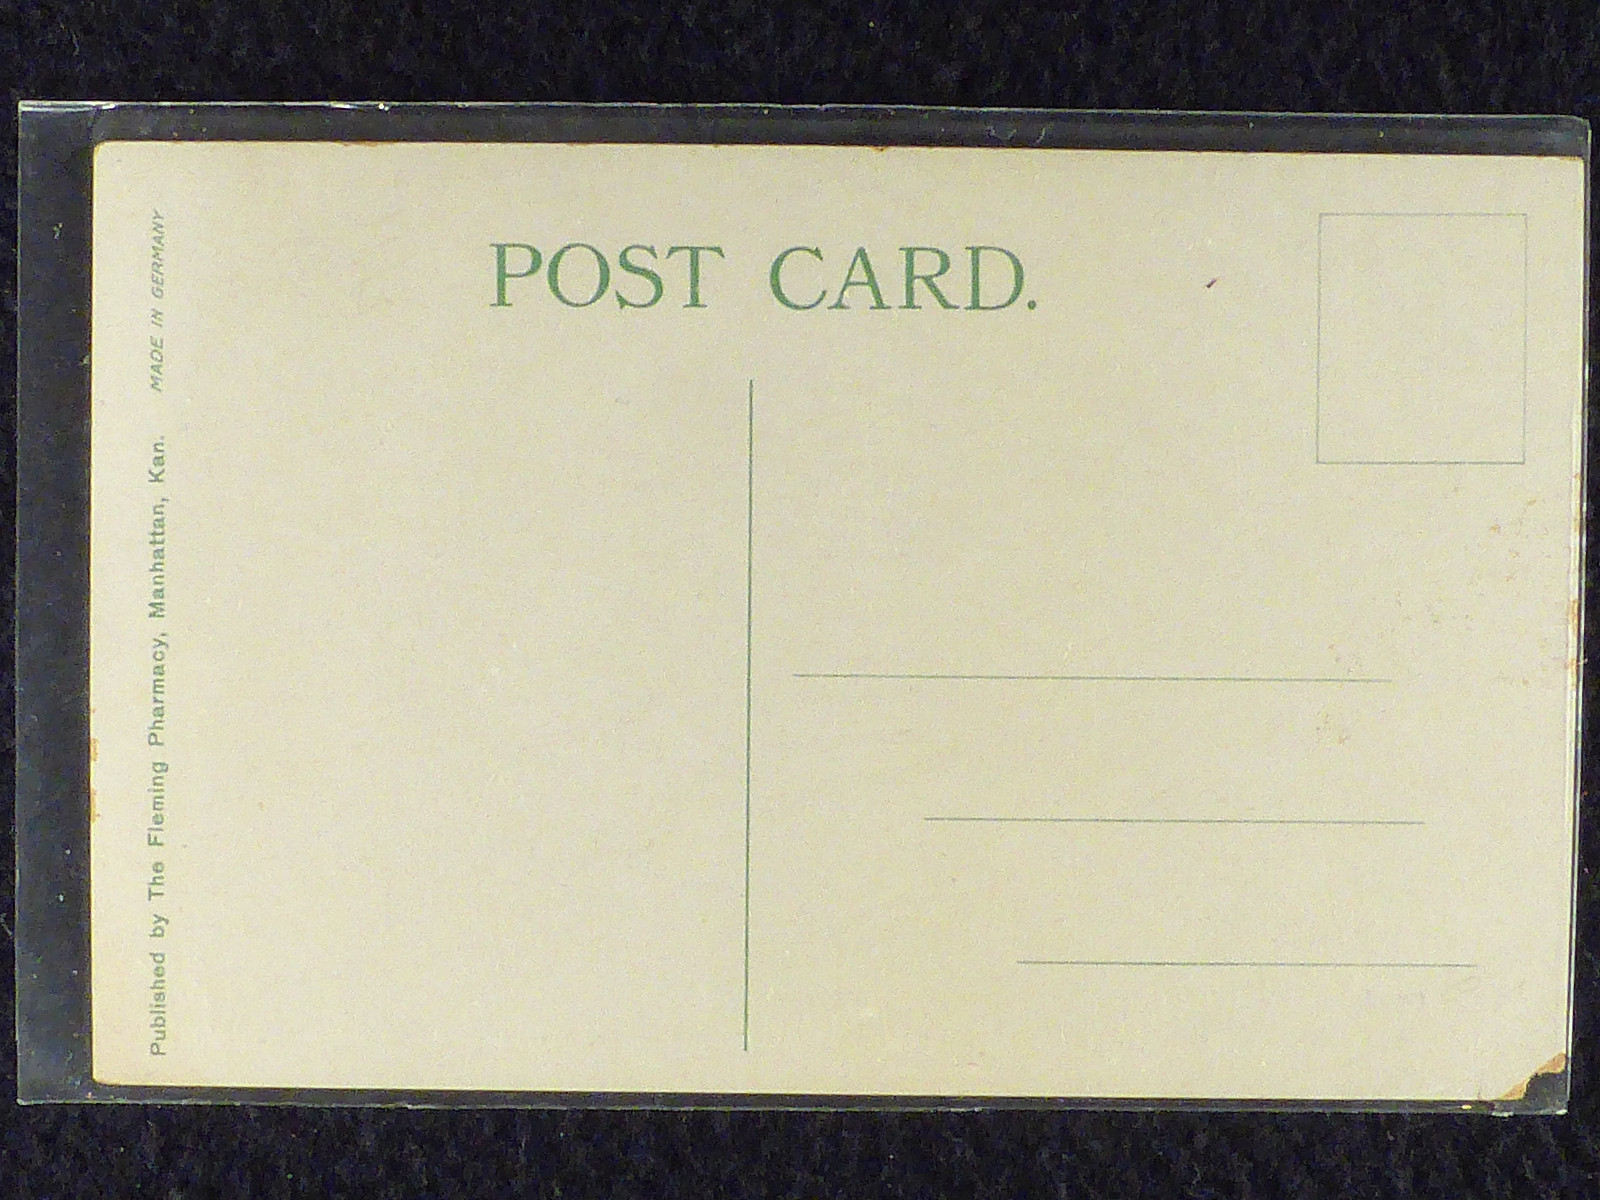 POST CARD.
Published by The Fleming Pharmacy, Manhattan, Kan. MADE IN GERMANY